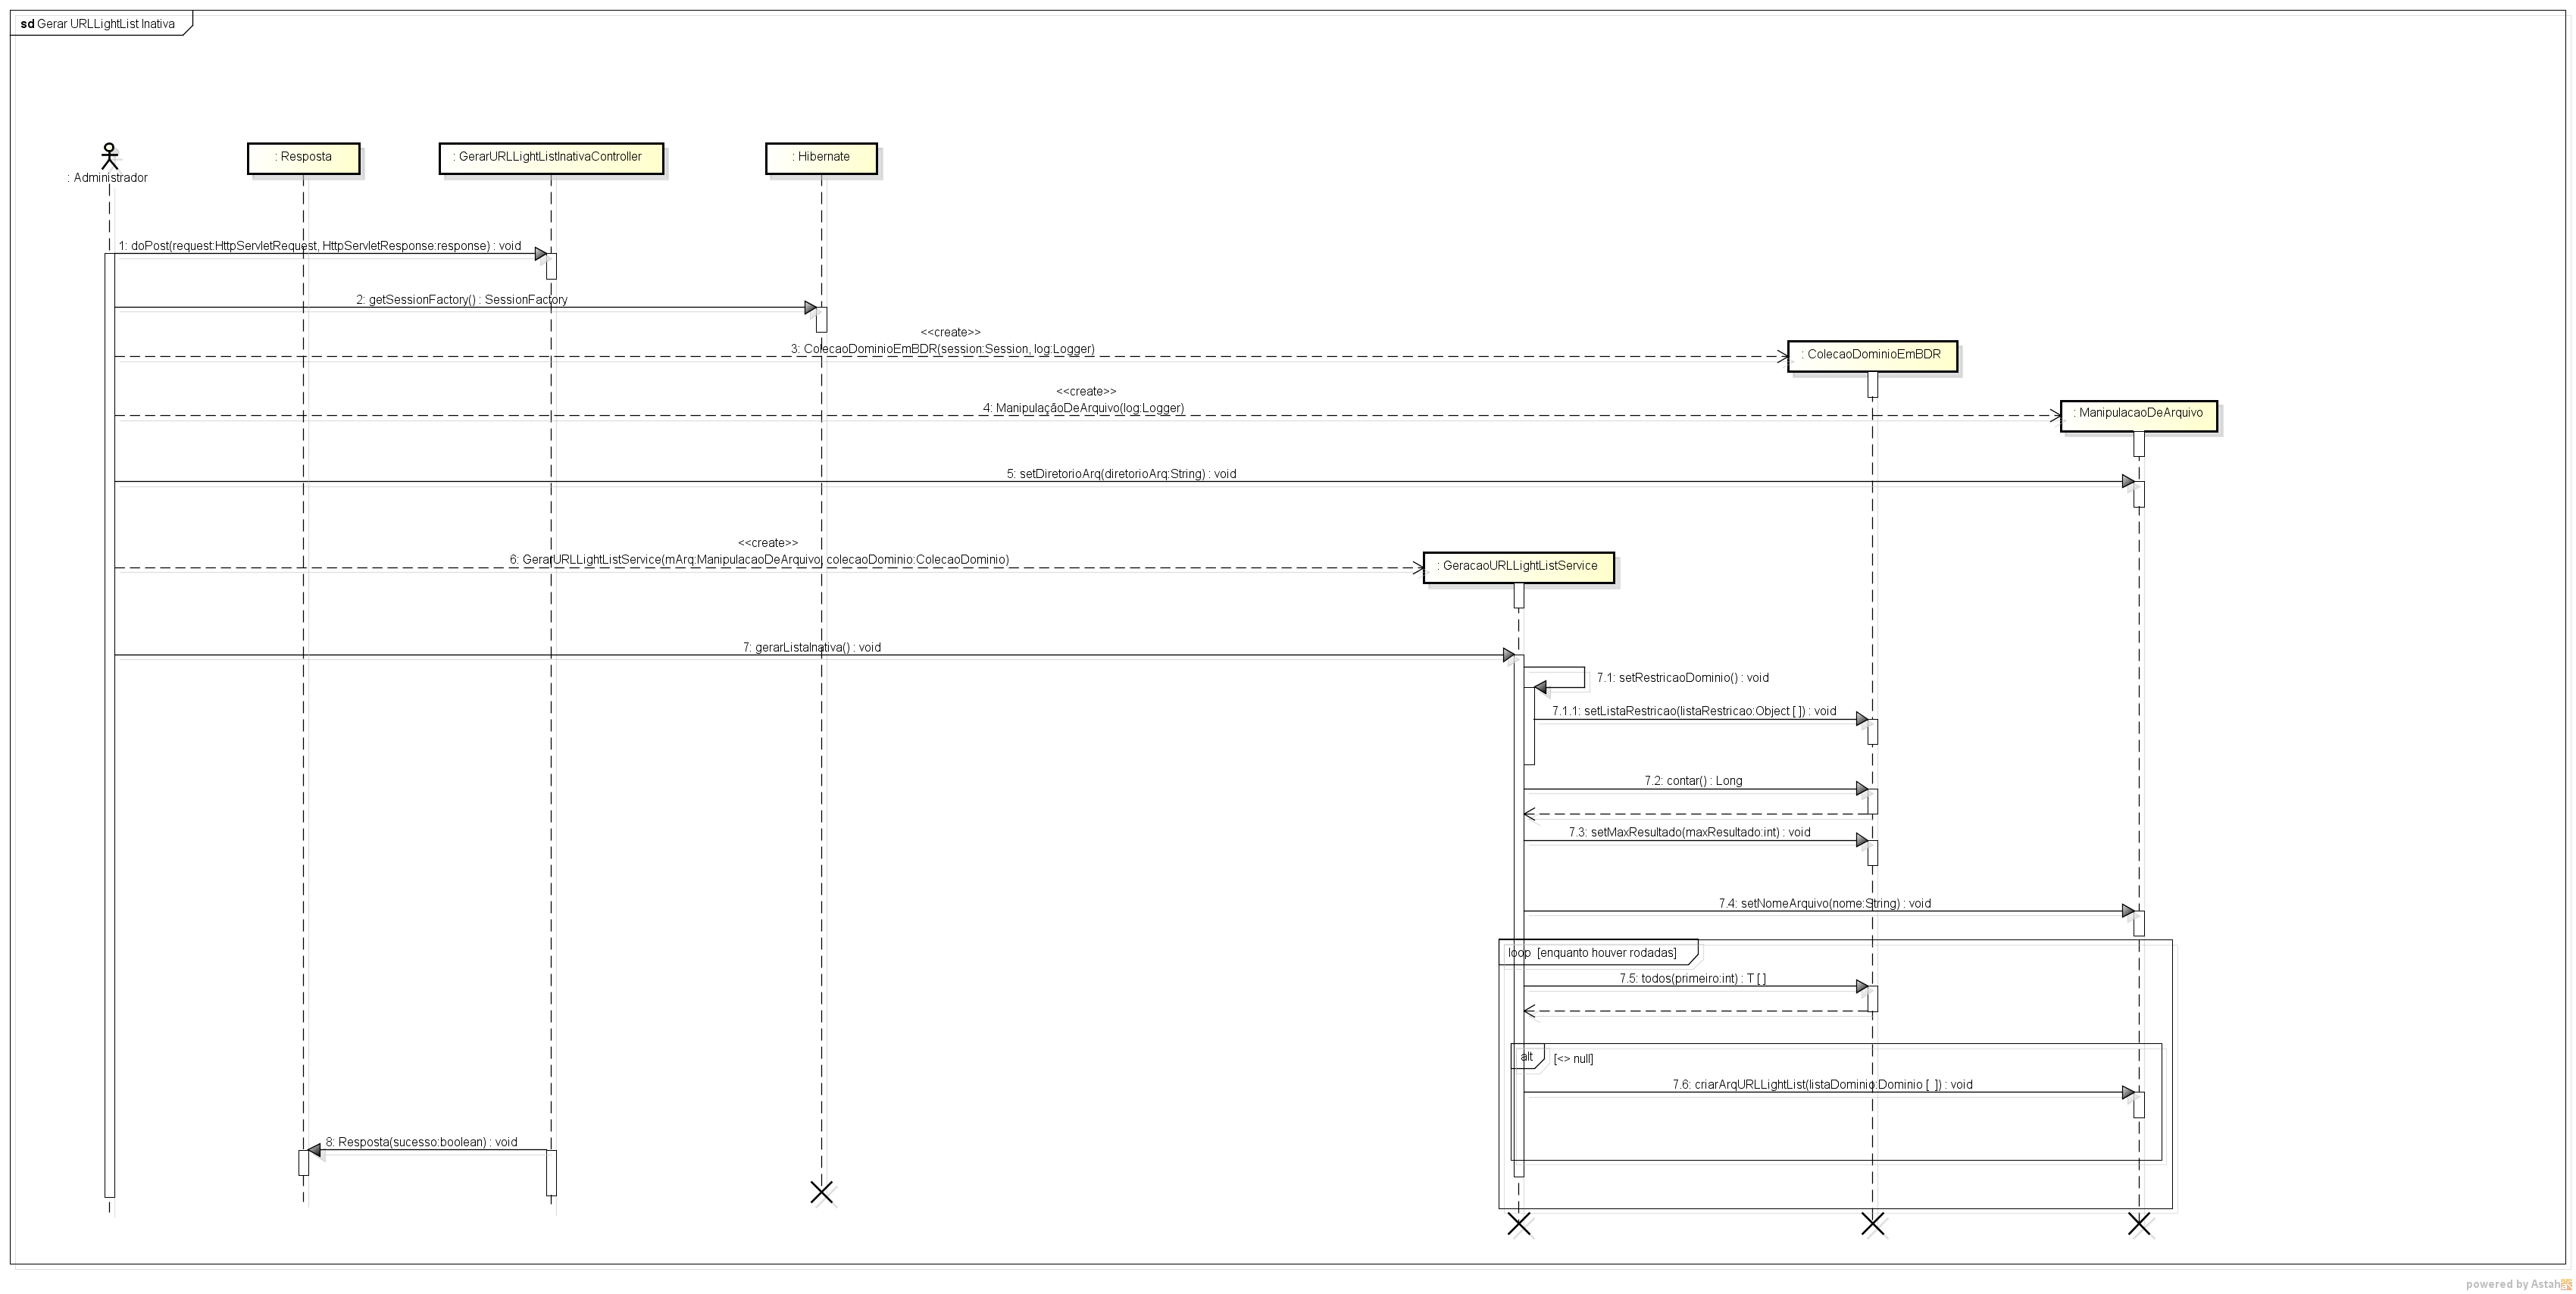 sd Gerar URLLightList Inativa
: Administrador
: Resposta
: GerarURLLightListInativaController
: Hibernate
1: doPost(request:HttpServletRequest, HttpServletResponse:response) : void
2: getSessionFactory() : SessionFactory
<<create>>
3: ColecaoDominioEmBDR(session:Session, log:Logger)
: ColecaoDominioEmBDR
<<create>>
4: ManipulaçãoDeArquivo(log:Logger)
: ManipulacaoDeArquivo
5: setDiretorioArq(diretorioArq:String) : void
<<create>>
6: GerarURLLightListService(mArq:ManipulacaoDeArquivo, colecaoDominio:ColecaoDominio)
: GeracaoURLLightListService
7: gerarListaInativa() : void
7.1: setRestricaoDominio() : void
7.1.1: setListaRestricao(listaRestricao:Object [ ]) : void
7.2: contar() : Long
7.3: setMaxResultado(maxResultado:int) : void
7.4: setNomeArquivo(nome:String) : void
loop [enquanto houver rodadas]
7.5: todos(primeiro:int) : T [ ]
alt [<> null]
7.6: criarArqURLLightList(listaDominio:Dominio [ ]) : void
8: Resposta(sucesso:boolean) : void
powered by Astah